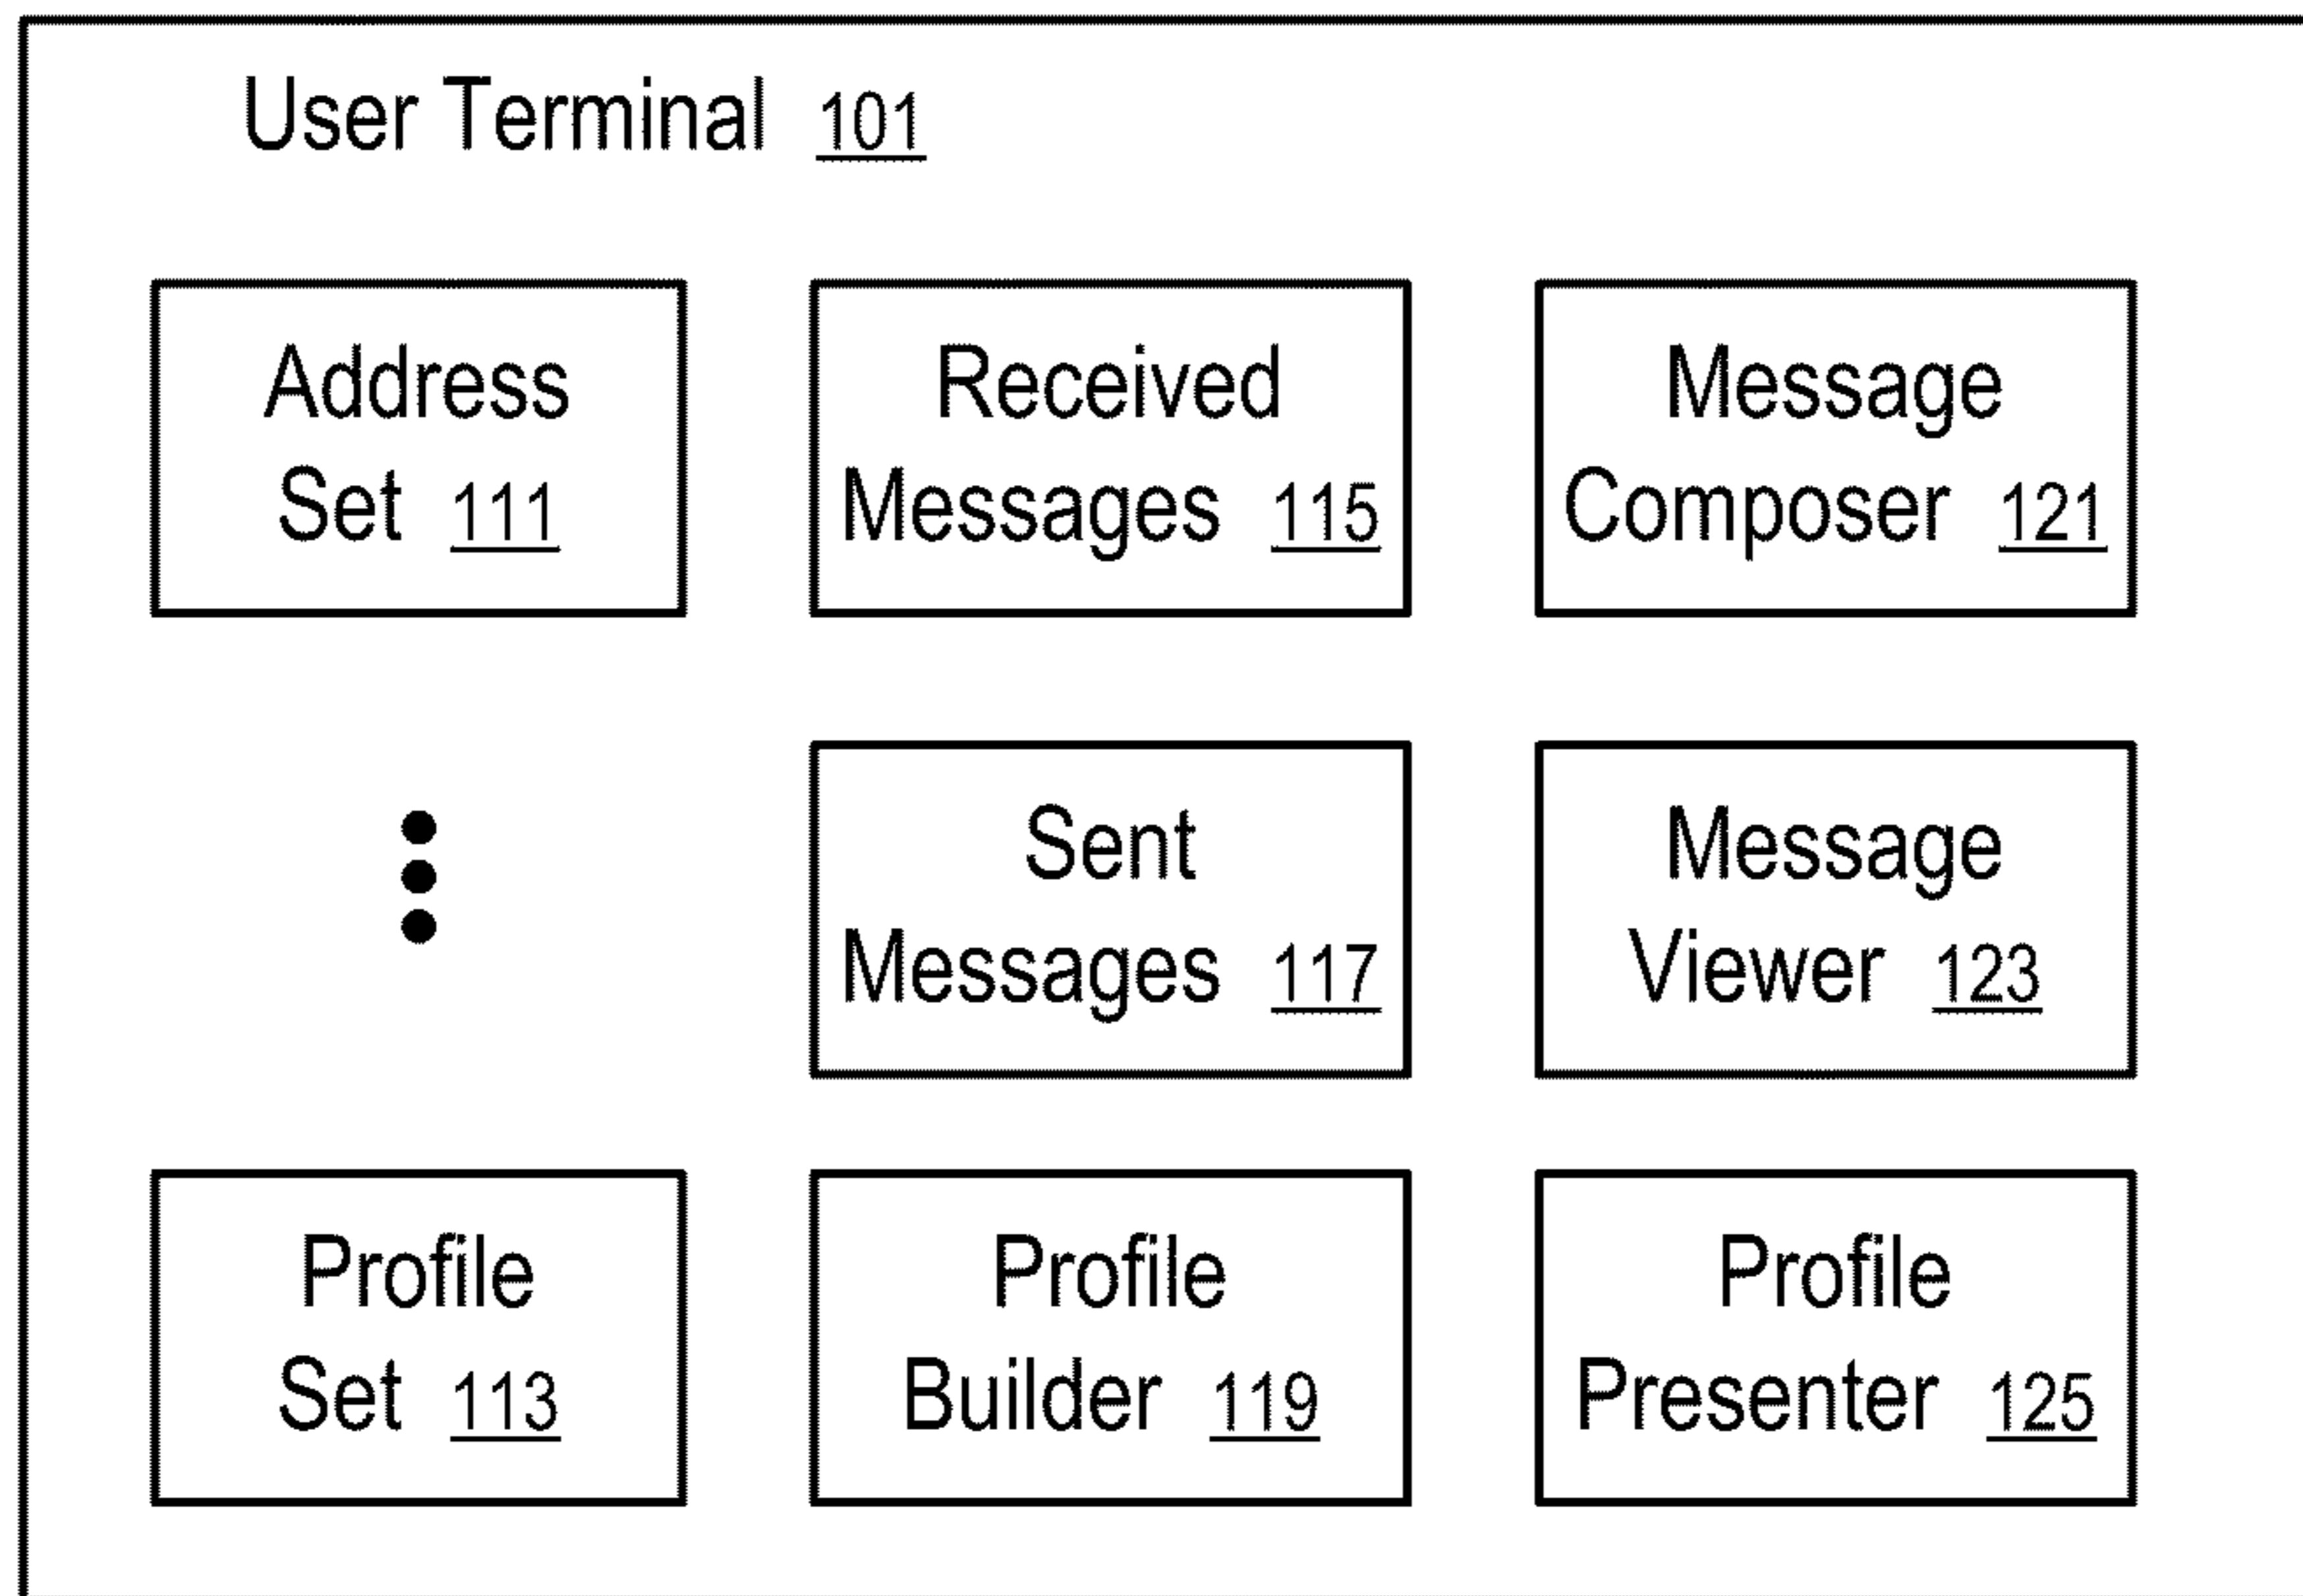 User Terminal 101
Address
Set 111
Received
Messages 115
Message
Composer 121
Sent
Messages 117
Message
Viewer 123
Profile
Set 113
Profile
Builder 119
Profile
Presenter 125